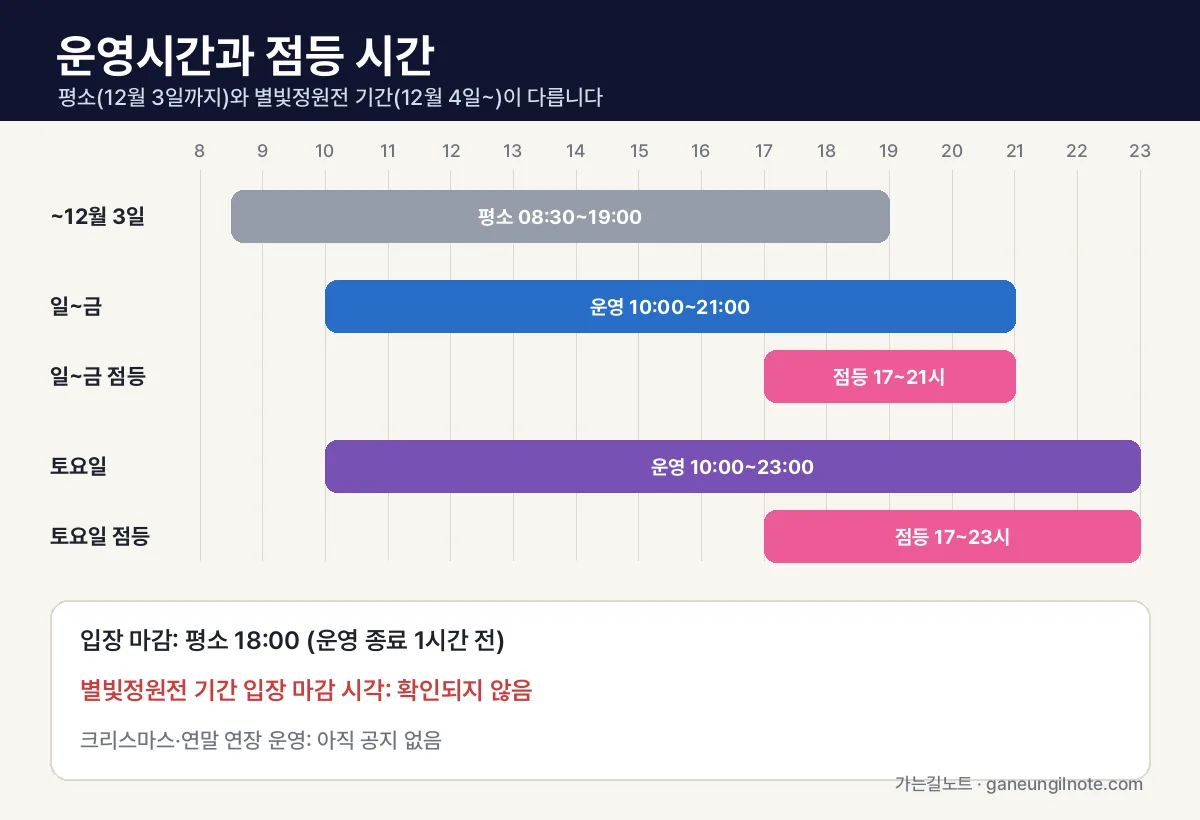 운영시간과 점등 시간
평소(12월 3일까지)와 별빛정원전 기간(12월 4일~)이 다릅니다
8 9 10 11 12 13 14 15 16 17 18 19 20 21 22 23
~12월 3일
평소 08:30~19:00
일~금
운영 10:00~21:00
일~금 점등
점등 17~21시
토요일
운영 10:00~23:00
토요일 점등
점등 17~23시
입장 마감: 평소 18:00 (운영 종료 1시간 전)
별빛정원전 기간 입장 마감 시각: 확인되지 않음
크리스마스·연말 연장 운영: 아직 공지 없음
가는길노트 · ganeungilnote.com